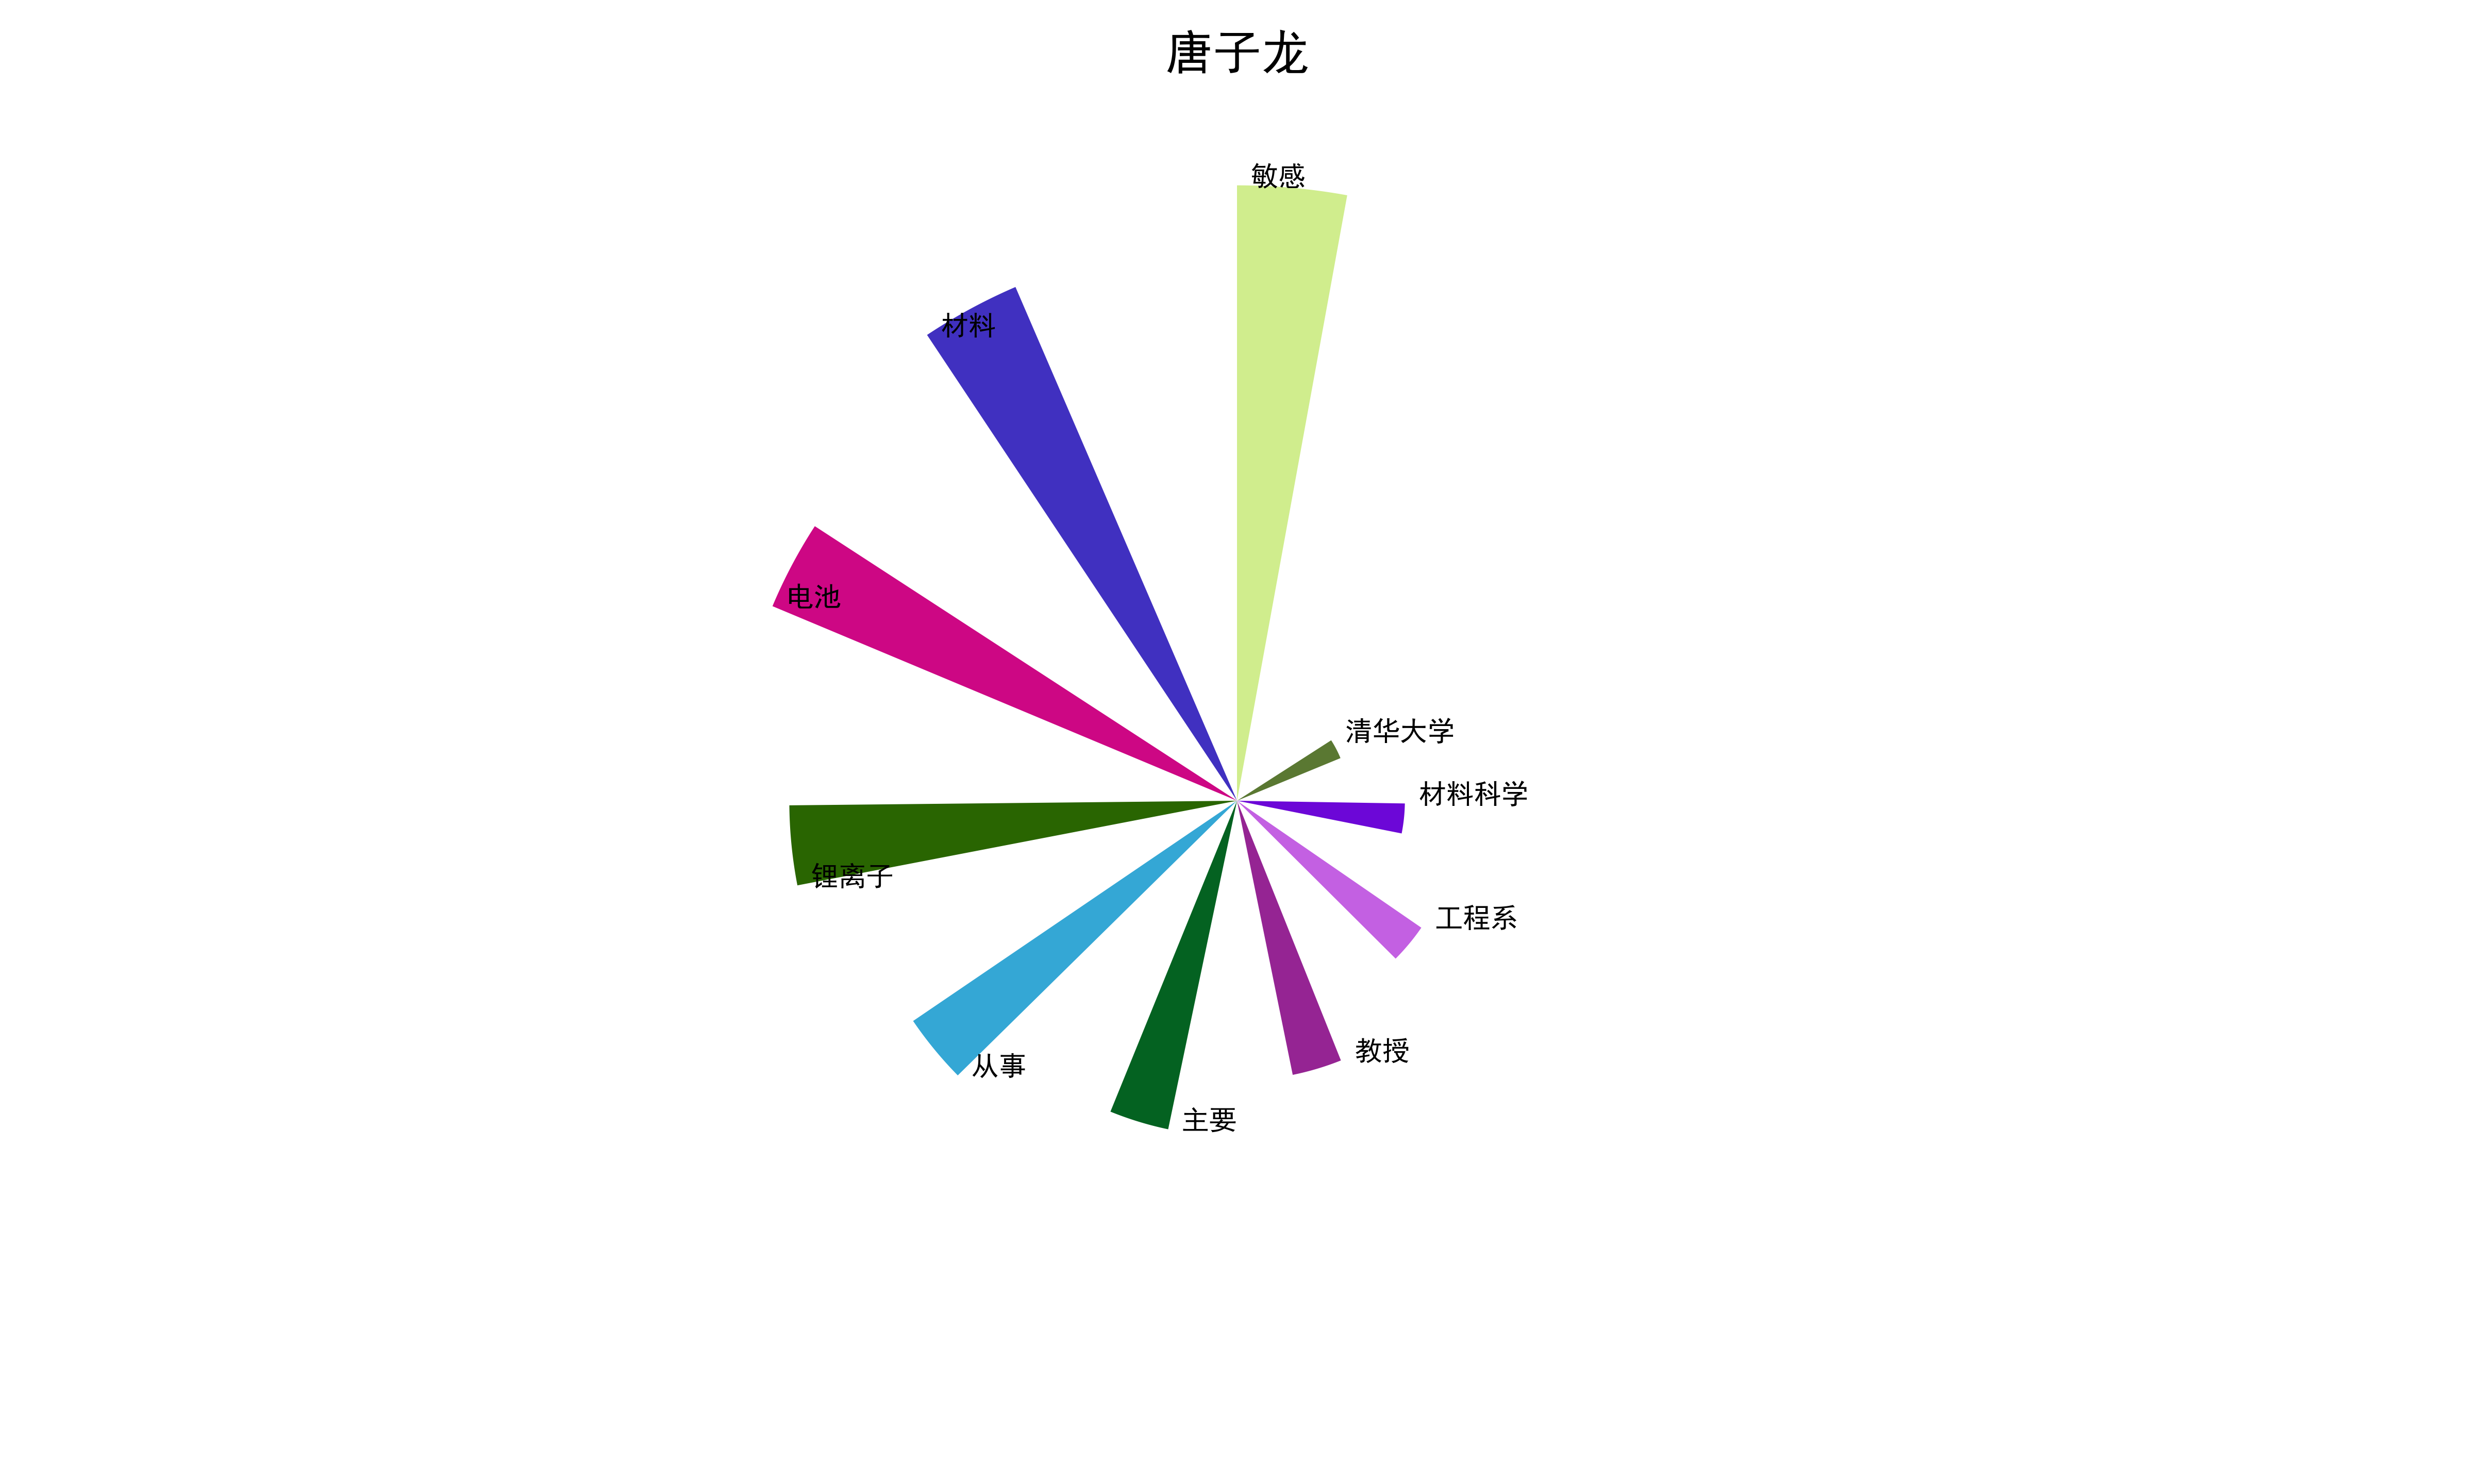 唐子龙
敏感
材料
电池
清华大学
材料科学
锂离子
工程系
教授
从事
主要